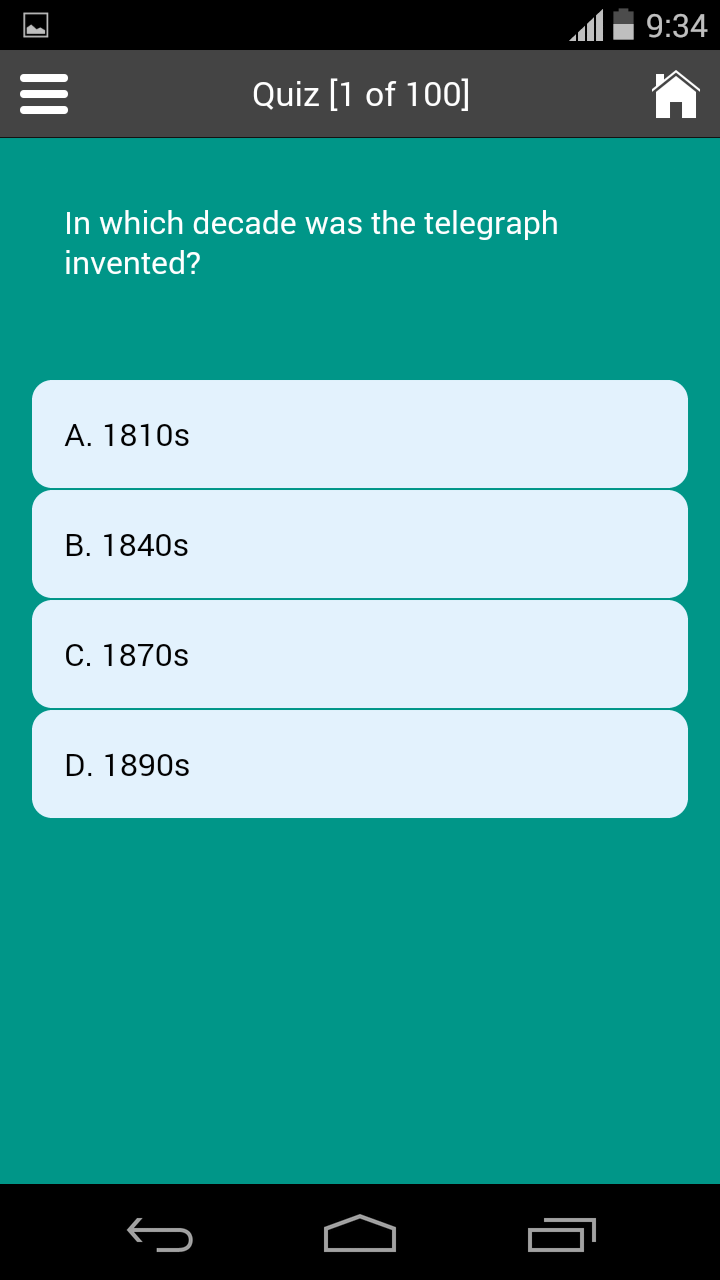 9:34
Quiz [1 of 100]
In which decade was the telegraph
invented?
A. 1810s
B. 1840s
C. 1870s
D. 1890s